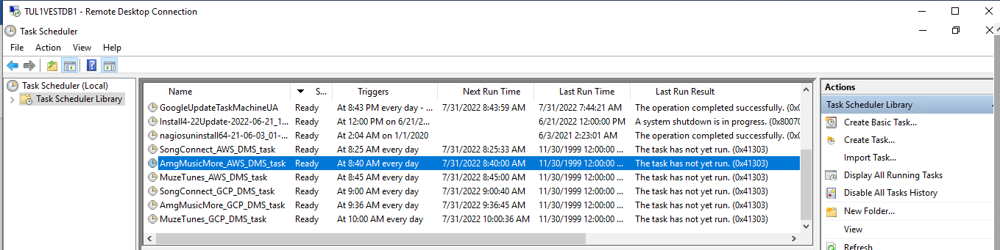 TUL1VESTDB1 - Remote Desktop Connection
Task Scheduler
File Action View Help
Task Scheduler (Local)
Task Scheduler Library
Name S... Triggers Next Run Time Last Run Time Last Run Result
GoogleUpdateTaskMachineUA Ready At 8:43 PM every day - ... 7/31/2022 8:43:59 AM 7/31/2022 7:44:21 AM The operation completed successfully. (0x0
Install4-22Update-2022-06-21_1... Ready At 12:00 PM on 6/21/2... 6/21/2022 12:00:00 PM A system shutdown is in progress. (0x80070
nagiosuninstall64-21-06-03_01-... Ready At 2:04 AM on 1/1/2020 6/3/2021 2:23:01 AM The operation completed successfully. (0x0
SongConnect_AWS_DMS_task Ready At 8:25 AM every day 7/31/2022 8:25:33 AM 11/30/1999 12:00:00 ... The task has not yet run. (0x41303)
AmgMusicMore_AWS_DMS_task Ready At 8:40 AM every day 7/31/2022 8:40:00 AM 11/30/1999 12:00:00 ... The task has not yet run. (0x41303)
MuzeTunes_AWS_DMS_task Ready At 8:45 AM every day 7/31/2022 8:45:00 AM 11/30/1999 12:00:00 ... The task has not yet run. (0x41303)
SongConnect_GCP_DMS_task Ready At 9:00 AM every day 7/31/2022 9:00:40 AM 11/30/1999 12:00:00 ... The task has not yet run. (0x41303)
AmgMusicMore_GCP_DMS_task Ready At 9:36 AM every day 7/31/2022 9:36:45 AM 11/30/1999 12:00:00 ... The task has not yet run. (0x41303)
MuzeTunes_GCP_DMS_task Ready At 10:00 AM every day 7/31/2022 10:00:36 AM 11/30/1999 12:00:00 ... The task has not yet run. (0x41303)
Actions
Task Scheduler Library
Create Basic Task...
Create Task...
Import Task...
Display All Running Tasks
Disable All Tasks History
New Folder...
View
Refresh